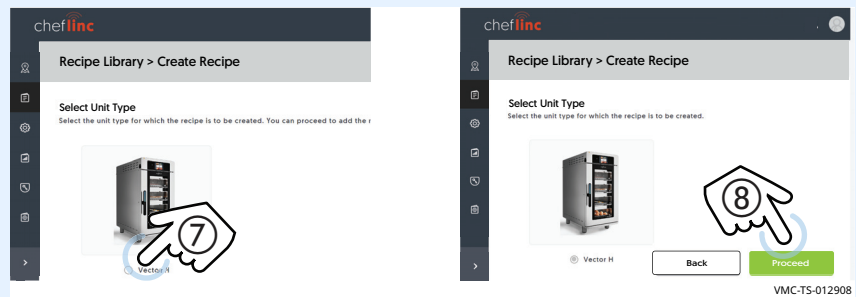 cheflinc
Recipe Library > Create Recipe
Select Unit Type
Select the unit type for which the recipe is to be created. You can proceed to add the
7
Vector H
cheflinc
Recipe Library > Create Recipe
Select Unit Type
Select the unit type for which the recipe is to be created.
8
Vector H
Back
Proceed
VMC-TS-012908